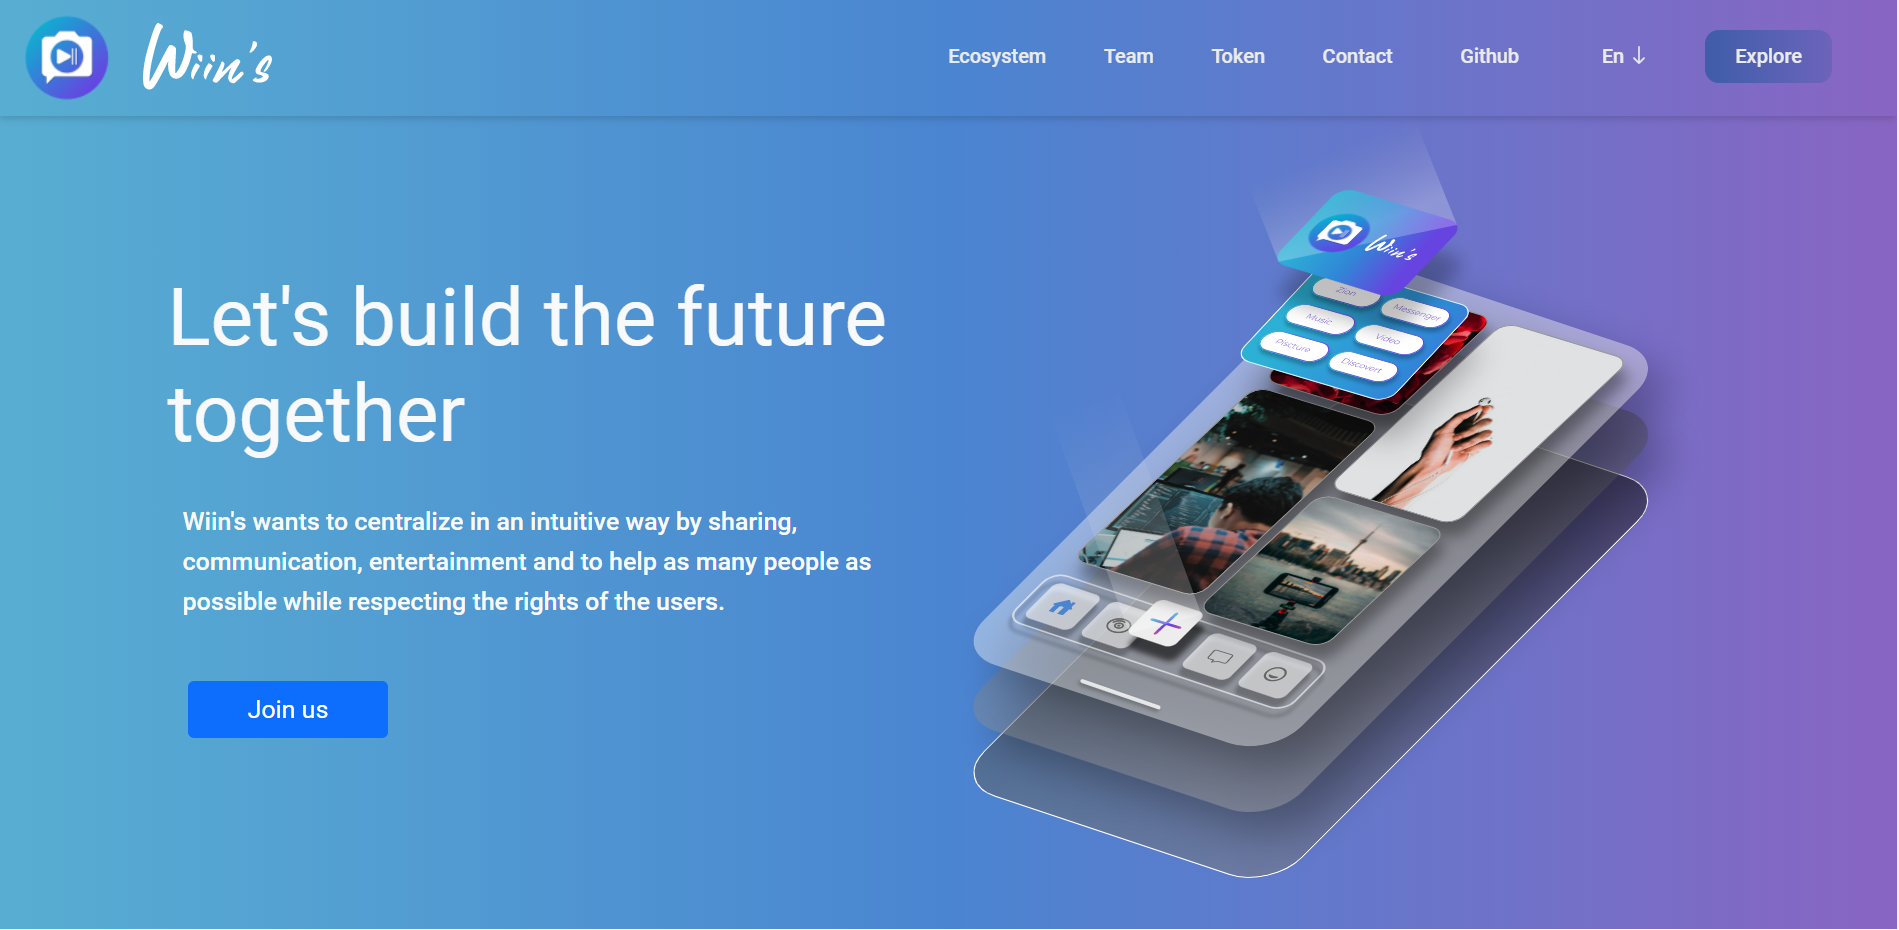 Wiin's
Ecosystem
Team
Token
Contact
Github
En
Explore
Let's build the future
together
Wiin's wants to centralize in an intuitive way by sharing,
communication, entertainment and to help as many people as
possible while respecting the rights of the users.
Join us
Wiin's
Zion
Messenger
Music
Video
Piscture
Discovert